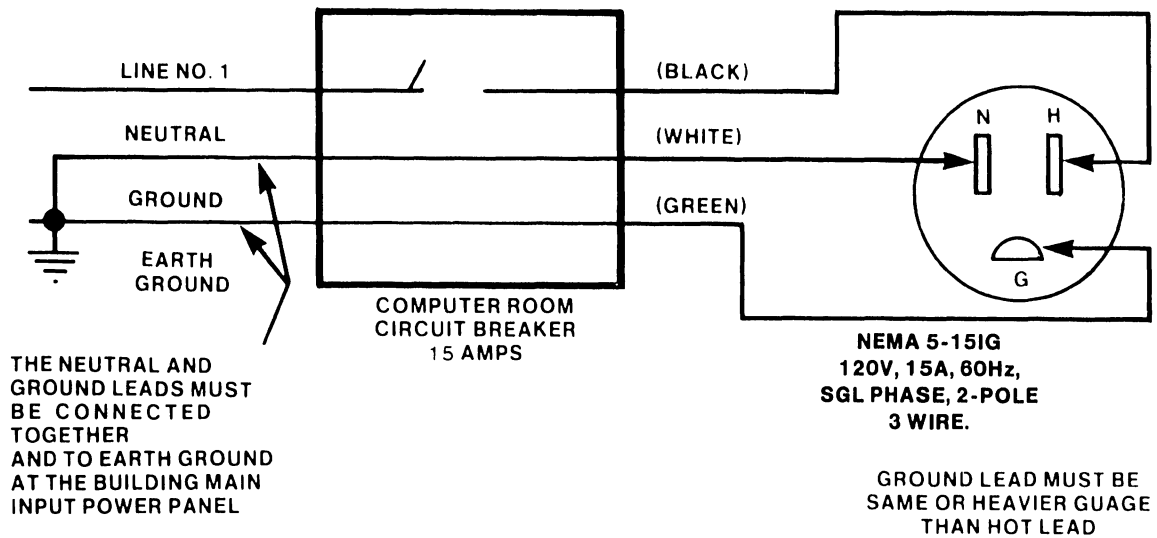 LINE NO. 1
(BLACK)
NEUTRAL
(WHITE)
N
H
GROUND
(GREEN)
EARTH
GROUND
G
COMPUTER ROOM
CIRCUIT BREAKER
15 AMPS
THE NEUTRAL AND
GROUND LEADS MUST
BE CONNECTED
TOGETHER
AND TO EARTH GROUND
AT THE BUILDING MAIN
INPUT POWER PANEL
NEMA 5-15IG
120V, 15A, 60Hz,
SGL PHASE, 2-POLE
3 WIRE.
GROUND LEAD MUST BE
SAME OR HEAVIER GUAGE
THAN HOT LEAD